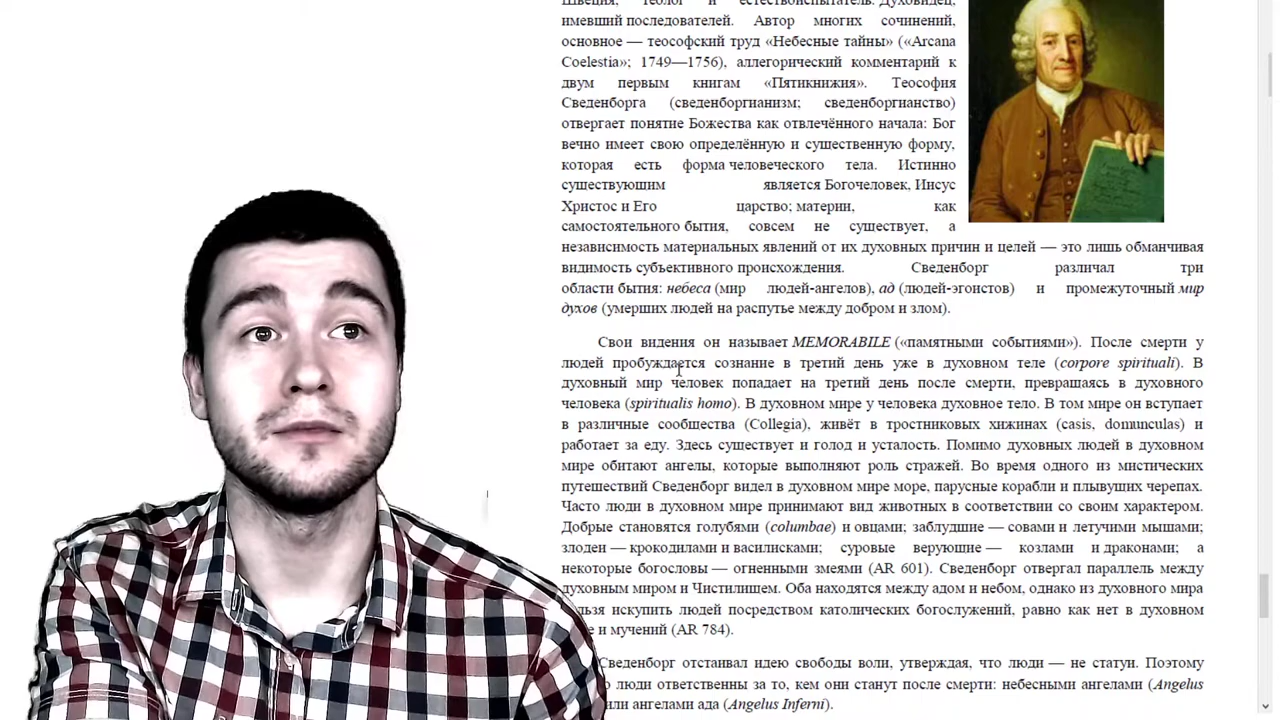 Швеция, теолог и естествоиспытатель. Духовидец,
имевший последователей. Автор многих сочинений,
основное — теософский труд «Небесные тайны» («Arcana
Coelestia»; 1749—1756), аллегорический комментарий к
двум первым книгам «Пятикнижия». Теософия
Сведенборга (сведенборгианизм; сведенборгианство)
отвергает понятие Божества как отвлечённого начала: Бог
вечно имеет свою определённую и существенную форму,
которая есть форма человеческого тела. Истинно
существующим является Богочеловек, Иисус
Христос и Его царство; материи, как
самостоятельного бытия, совсем не существует, а
независимость материальных явлений от их духовных причин и целей — это лишь обманчивая
видимость субъективного происхождения. Сведенборг различал три
области бытия: небеса (мир людей-ангелов), ад (людей-эгоистов) и промежуточный мир
духов (умерших людей на распутье между добром и злом).
Свои видения он называет MEMORABILE («памятными событиями»). После смерти у
людей пробуждается сознание в третий день уже в духовном теле (corpore spirituali). В
духовный мир человек попадает на третий день после смерти, превращаясь в духовного
человека (spiritualis homo). В духовном мире у человека духовное тело. В том мире он вступает
в различные сообщества (Collegia), живёт в тростниковых хижинах (casis, domunculas) и
работает за еду. Здесь существует и голод и усталость. Помимо духовных людей в духовном
мире обитают ангелы, которые выполняют роль стражей. Во время одного из мистических
путешествий Сведенборг видел в духовном мире море, парусные корабли и плывущих черепах.
Часто люди в духовном мире принимают вид животных в соответствии со своим характером.
Добрые становятся голубями (columbae) и овцами; заблудшие — совами и летучими мышами;
злодеи — крокодилами и василисками; суровые верующие — козлами и драконами; а
некоторые богословы — огненными змеями (AR 601). Сведенборг отвергал параллель между
духовным миром и Чистилищем. Оба находятся между адом и небом, однако из духовного мира
искупить людей посредством католических богослужений, равно как нет в духовном
и мучений (AR 784).
Сведенборг отстаивал идею свободы воли, утверждая, что люди — не статуи. Поэтому
люди ответственны за то, кем они станут после смерти: небесными ангелами (Angelus
или ангелами ада (Angelus Inferni).